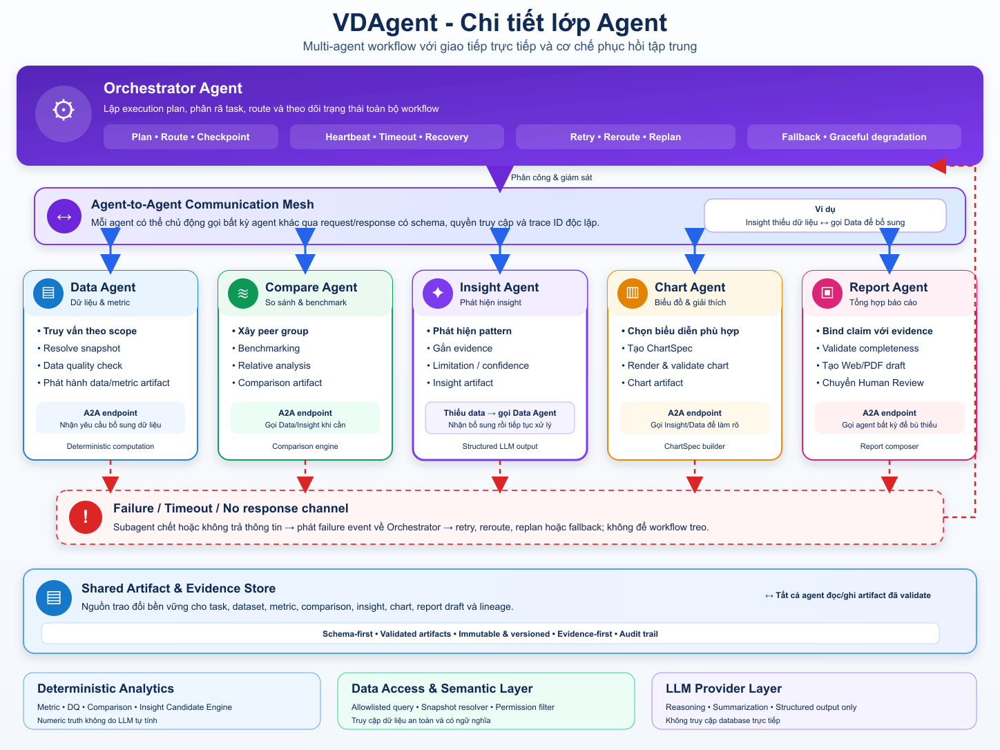 VDAgent - Chi tiết lớp Agent
Multi-agent workflow với giao tiếp trực tiếp và cơ chế phục hồi tập trung
Orchestrator Agent
Lập execution plan, phân rã task, route và theo dõi trạng thái toàn bộ workflow
Plan • Route • Checkpoint
Heartbeat • Timeout • Recovery
Retry • Reroute • Replan
Fallback • Graceful degradation
Phân công & giám sát
Agent-to-Agent Communication Mesh
Mỗi agent có thể chủ động gọi bất kỳ agent khác qua request/response có schema, quyền truy cập và trace ID độc lập.
Ví dụ
Insight thiếu dữ liệu ↔ gọi Data để bổ sung
Data Agent
Dữ liệu & metric
• Truy vấn theo scope
• Resolve snapshot
• Data quality check
• Phát hành data/metric artifact
A2A endpoint
Nhận yêu cầu bổ sung dữ liệu
Deterministic computation
Compare Agent
So sánh & benchmark
• Xây peer group
• Benchmarking
• Relative analysis
• Comparison artifact
A2A endpoint
Gọi Data/Insight khi cần
Comparison engine
Insight Agent
Phát hiện insight
• Phát hiện pattern
• Gắn evidence
• Limitation / confidence
• Insight artifact
Thiếu data → gọi Data Agent
Nhận bổ sung rồi tiếp tục xử lý
Structured LLM output
Chart Agent
Biểu đồ & giải thích
• Chọn biểu diễn phù hợp
• Tạo ChartSpec
• Render & validate chart
• Chart artifact
A2A endpoint
Gọi Insight/Data để làm rõ
ChartSpec builder
Report Agent
Tổng hợp báo cáo
• Bind claim với evidence
• Validate completeness
• Tạo Web/PDF draft
• Chuyển Human Review
A2A endpoint
Gọi agent bất kỳ để bù thiếu
Report composer
!
Failure / Timeout / No response channel
Subagent chết hoặc không trả thông tin → phát failure event về Orchestrator → retry, reroute, replan hoặc fallback; không để workflow treo.
Shared Artifact & Evidence Store
Nguồn trao đổi bền vững cho task, dataset, metric, comparison, insight, chart, report draft và lineage.
↔ Tất cả agent đọc/ghi artifact đã validate
Schema-first • Validated artifacts • Immutable & versioned • Evidence-first • Audit trail
Deterministic Analytics
Metric • DQ • Comparison • Insight Candidate Engine
Numeric truth không do LLM tự tính
Data Access & Semantic Layer
Allowlisted query • Snapshot resolver • Permission filter
Truy cập dữ liệu an toàn và có ngữ nghĩa
LLM Provider Layer
Reasoning • Summarization • Structured output only
Không truy cập database trực tiếp